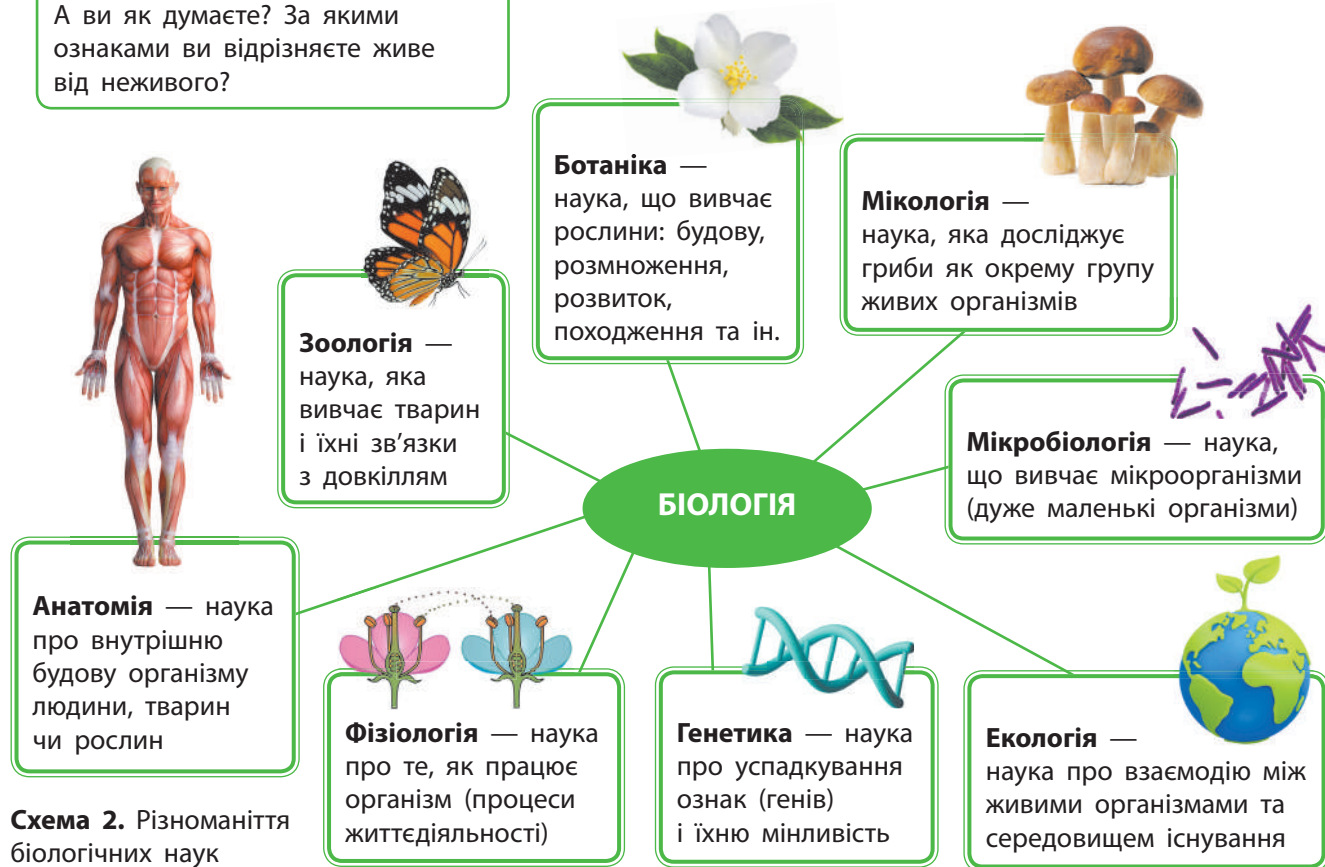 А ви як думаєте? За якими
ознаками ви відрізняєте живе
від неживого?
Ботаніка —
наука, що вивчає
рослини: будову,
розмноження,
розвиток,
походження та ін.
Мікологія —
наука, яка досліджує
гриби як окрему групу
живих організмів
Зоологія —
наука, яка
вивчає тварин
і їхні зв’язки
з довкіллям
Мікробіологія — наука,
що вивчає мікроорганізми
(дуже маленькі організми)
БІОЛОГІЯ
Анатомія — наука
про внутрішню
будову організму
людини, тварин
чи рослин
Фізіологія — наука
про те, як працює
організм (процеси
життєдіяльності)
Генетика — наука
про успадкування
ознак (генів)
і їхню мінливість
Екологія —
наука про взаємодію між
живими організмами та
середовищем існування
Схема 2. Різноманіття
біологічних наук